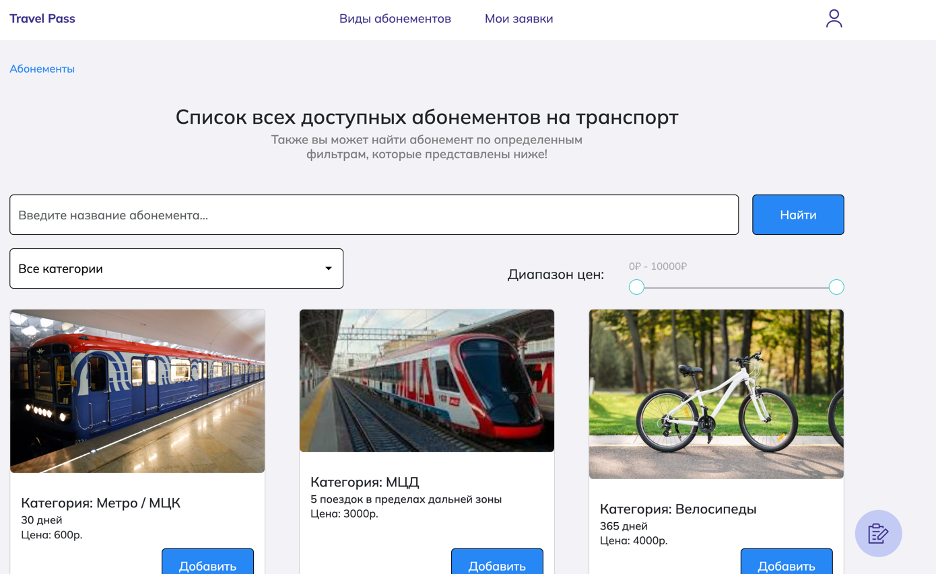 Travel Pass
Виды абонементов
Мои заявки
Абонементы
Список всех доступных абонементов на транспорт
Также вы может найти абонемент по определенным
фильтрам, которые представлены ниже!
Введите название абонемента...
Найти
Все категории
Диапазон цен:
0₽ - 10000₽
Категория: Метро / МЦК
30 дней
Цена: 600р.
Добавить
Категория: МЦД
5 поездок в пределах дальней зоны
Цена: 3000р.
Добавить
Категория: Велосипеды
365 дней
Цена: 4000р.
Добавить